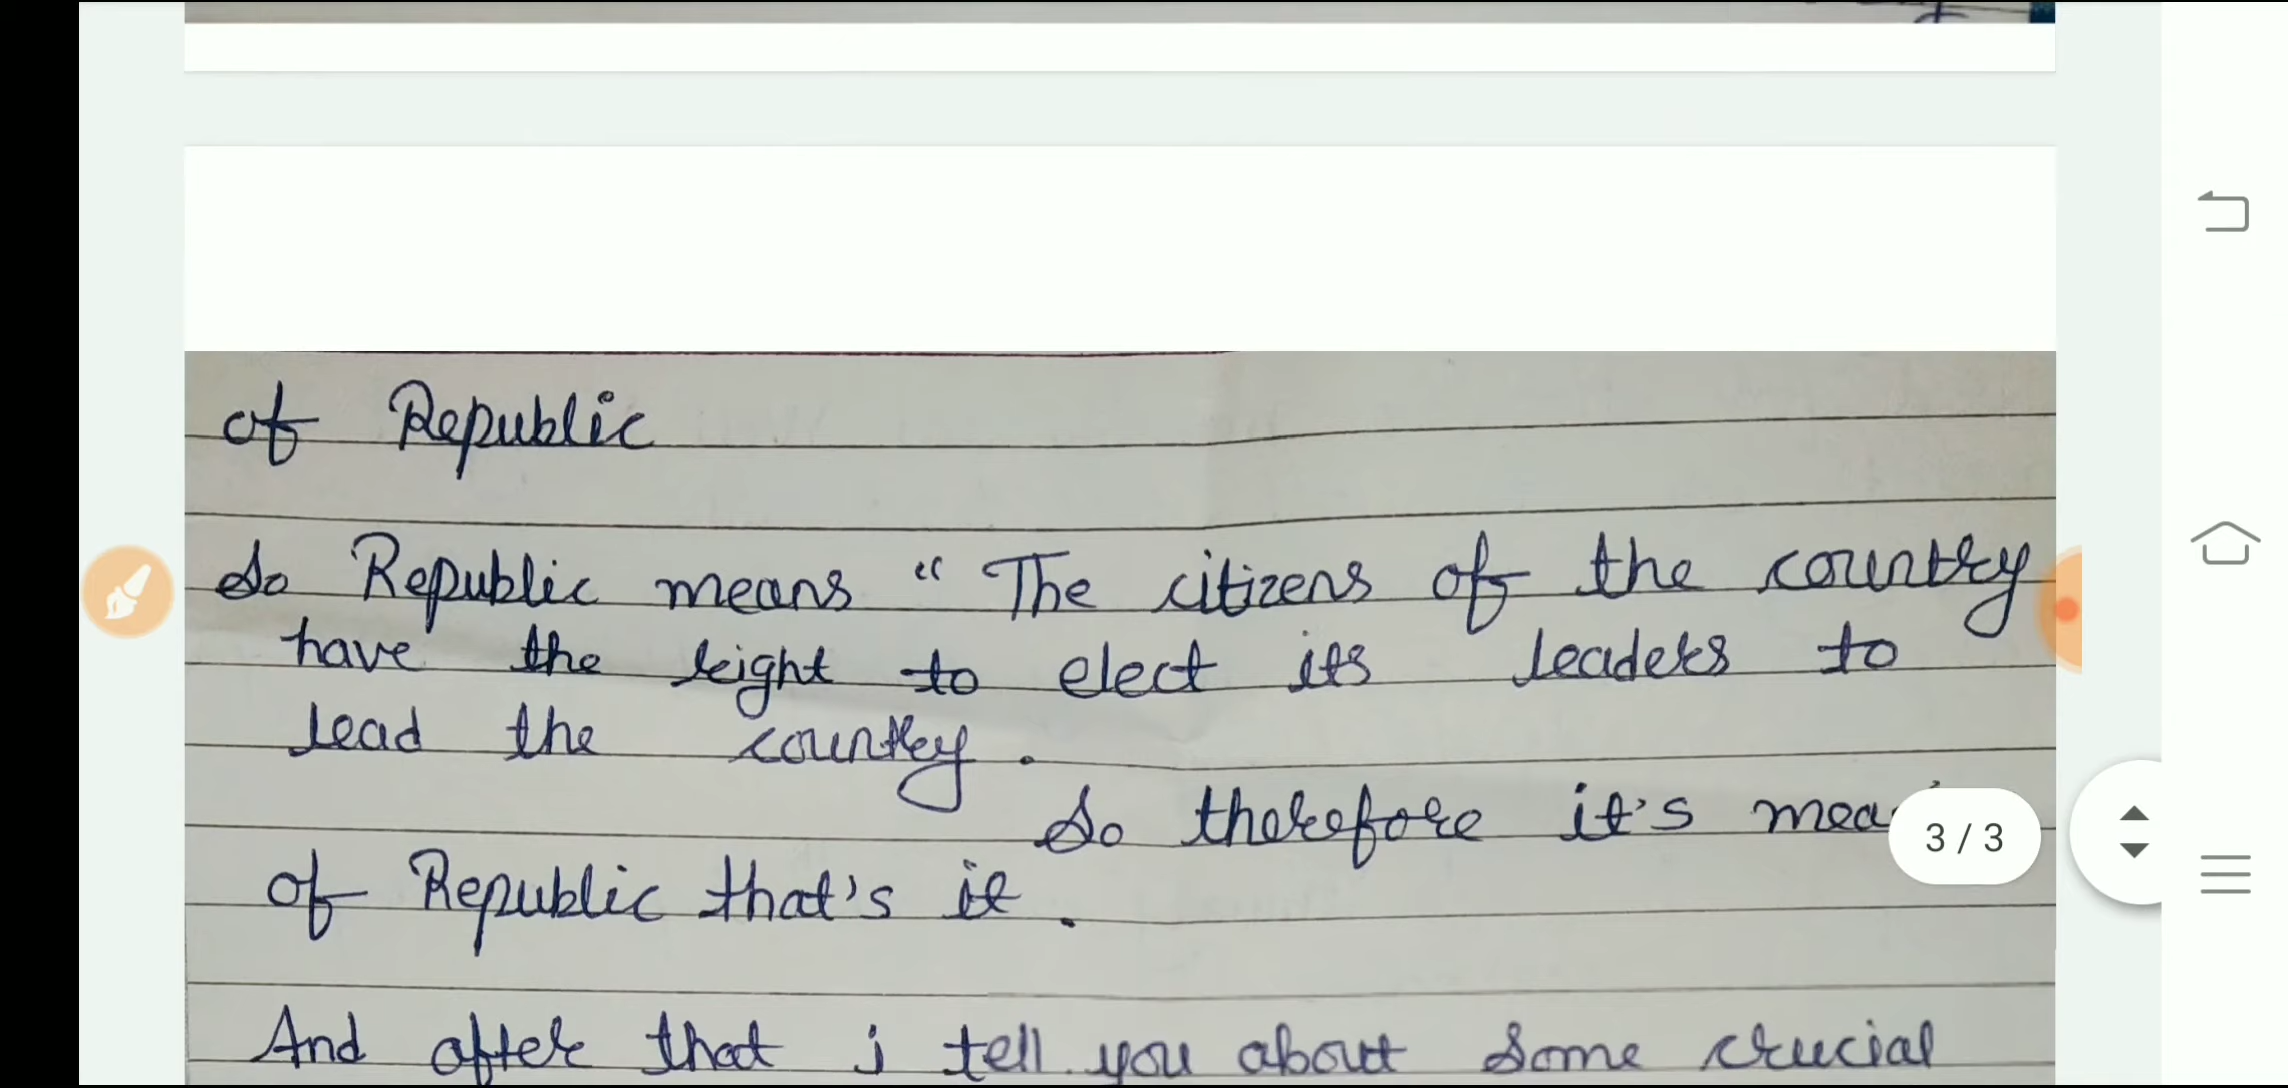 of Republic
So Republic means " The citizens of the country
have the right to elect its leaders to
lead the country .
So therefore it's
3 / 3
of Republic that's it .
And after that i tell you about some crucial